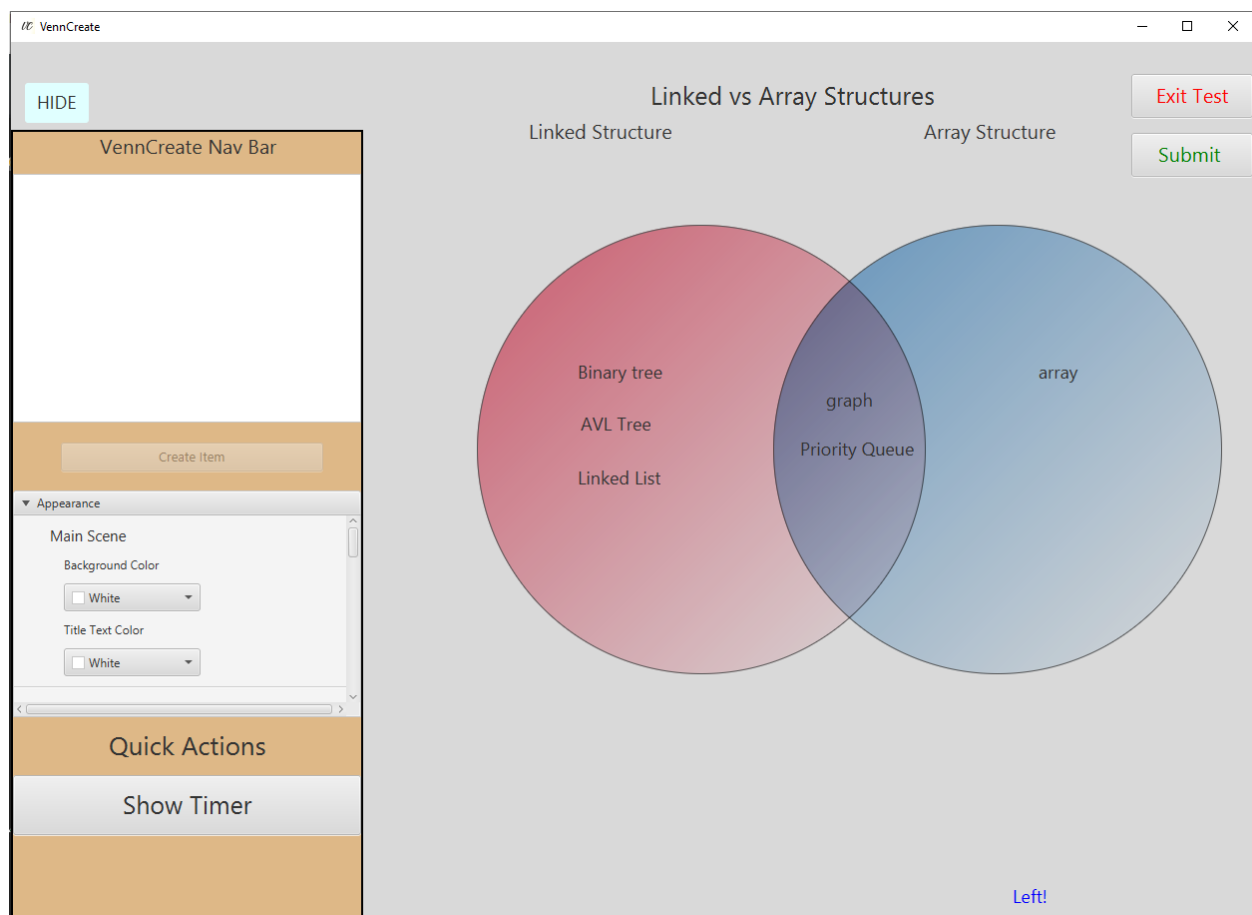 VC VennCreate
HIDE
Linked vs Array Structures
Linked Structure
Array Structure
Exit Test
Submit
VennCreate Nav Bar
Create Item
Appearance
Main Scene
Background Color
White
Title Text Color
White
Quick Actions
Show Timer
Binary tree
AVL Tree
Linked List
graph
Priority Queue
array
Left!